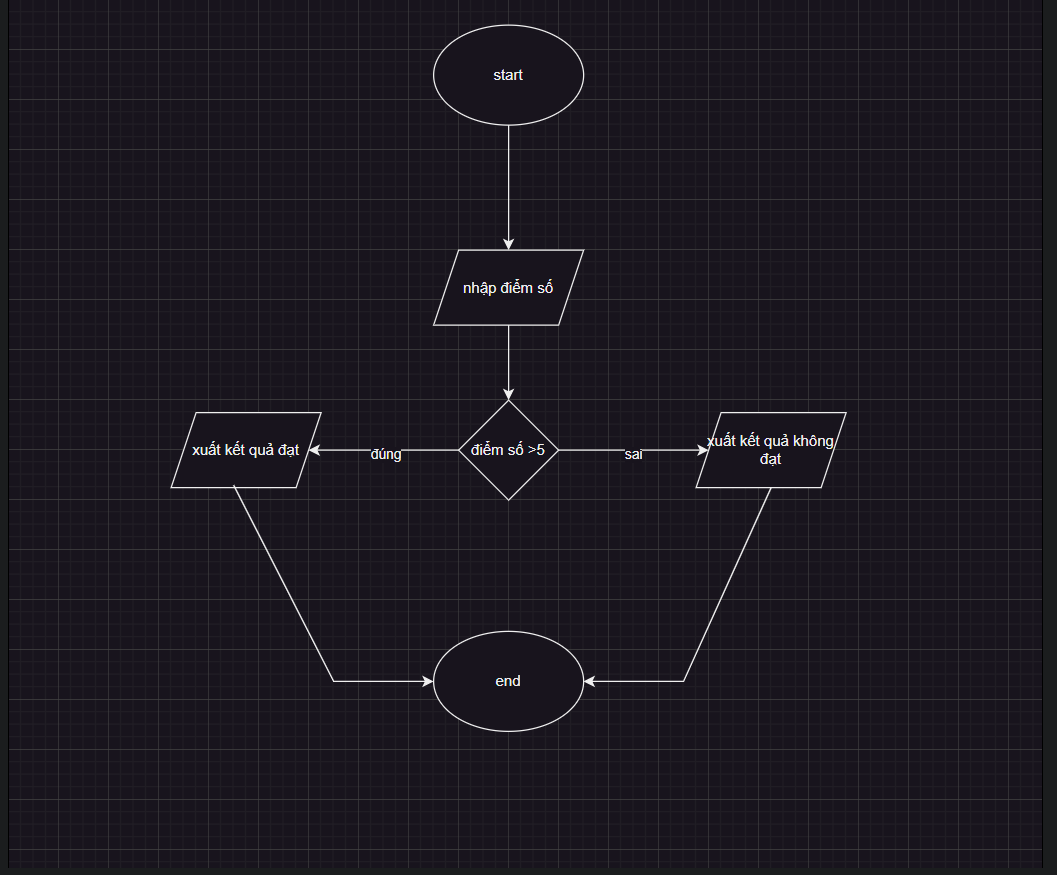 start
nhập điểm số
xuất kết quả đạt
đúng
điểm số >5
sai
xuất kết quả không
đạt
end